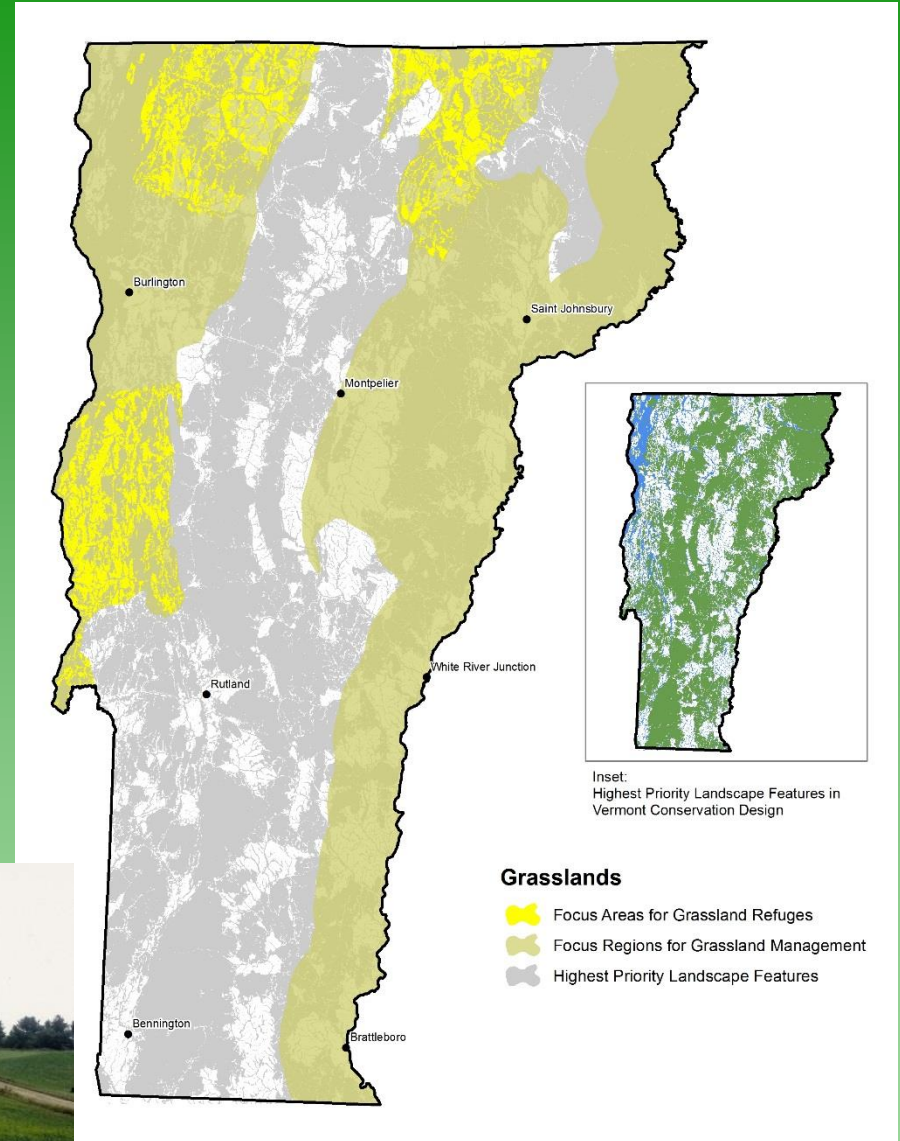 Burlington
Saint Johnsbury
Montpelier
White River Junction
Rutland
Inset:
Highest Priority Landscape Features in
Vermont Conservation Design
Grasslands
Focus Areas for Grassland Refuges
Focus Regions for Grassland Management
Highest Priority Landscape Features
Bennington
Brattleboro